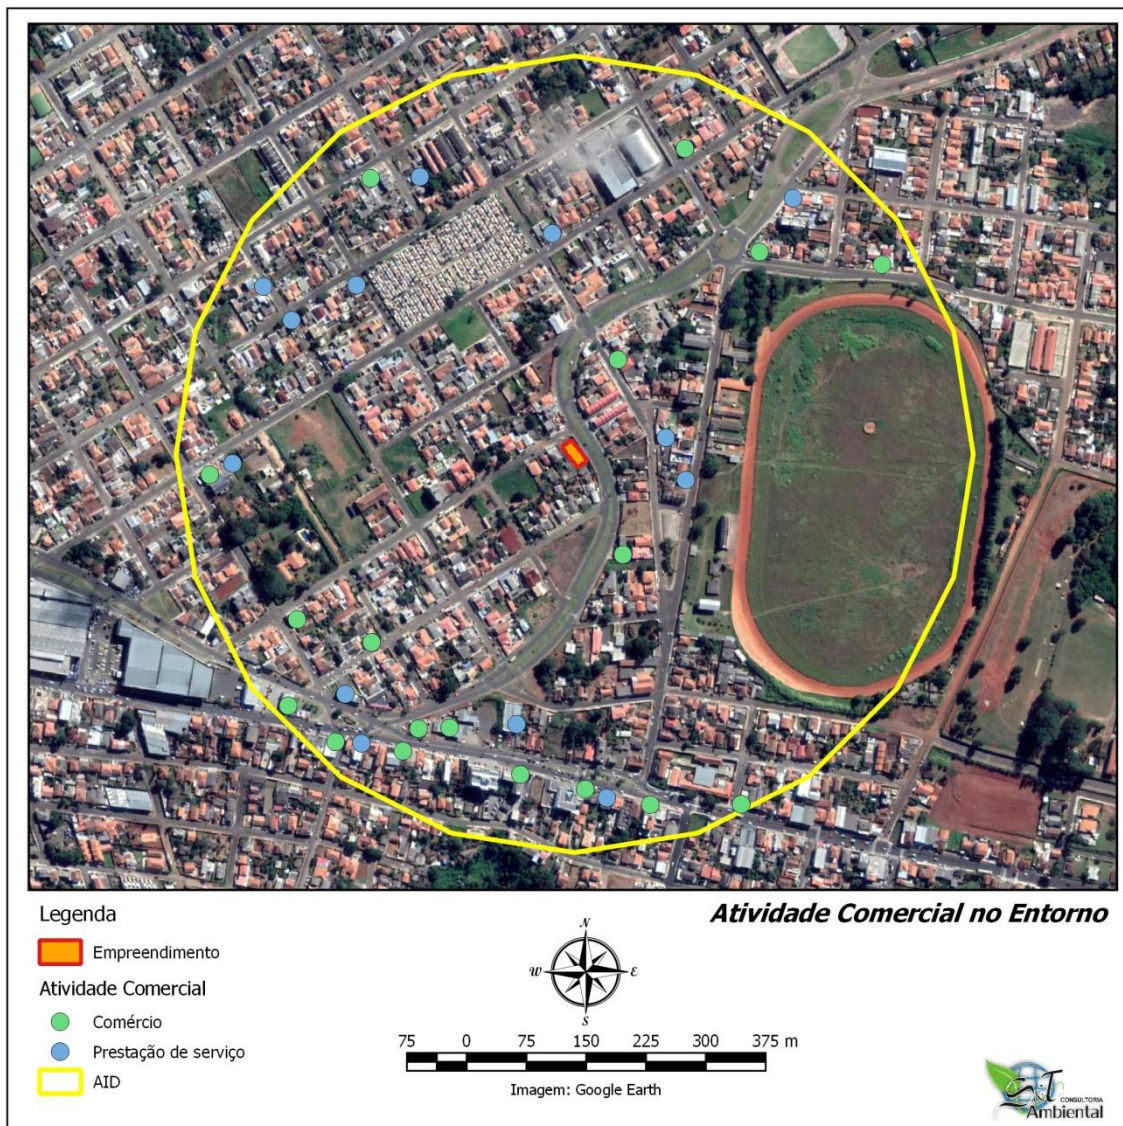 Legenda
Empreendimento
Atividade Comercial
Comércio
Prestação de serviço
AID
N
W
E
S
75 0 75 150 225 300 375 m
Imagem: Google Earth
Atividade Comercial no Entorno
CONSULTORIA
Ambiental